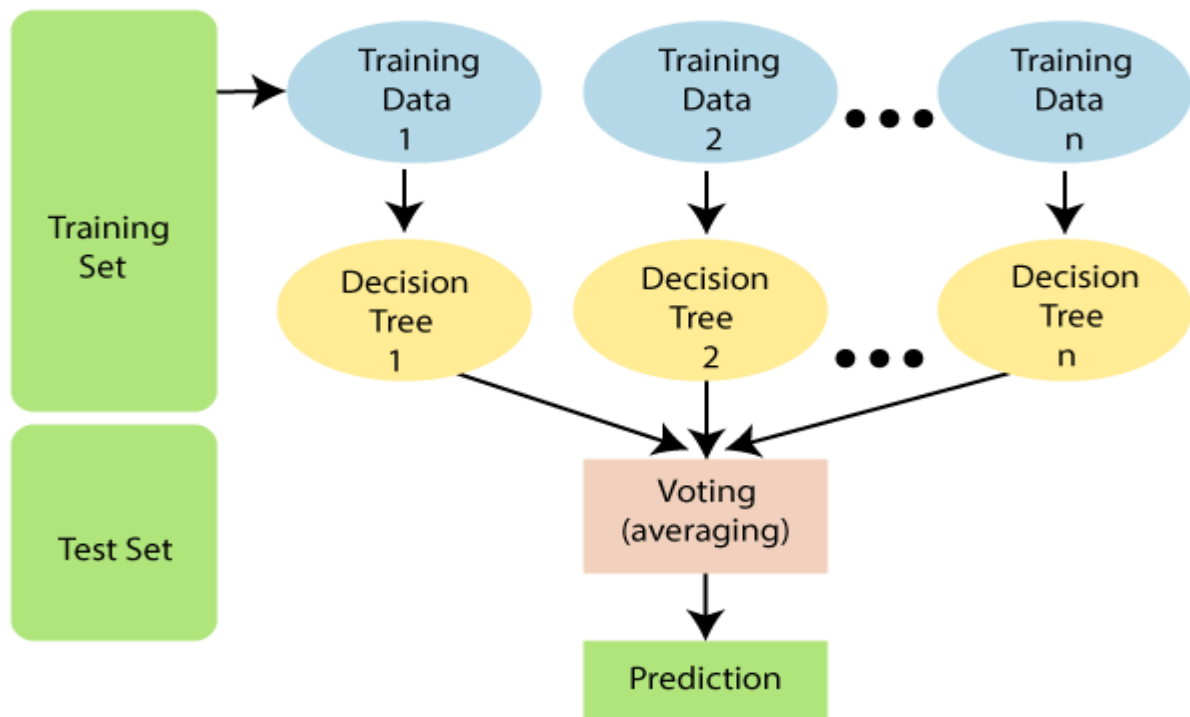 Training
Set
Test Set
Training
Data
1
Training
Data
2
Training
Data
n
Decision
Tree
1
Decision
Tree
2
Decision
Tree
n
Voting
(averaging)
Prediction